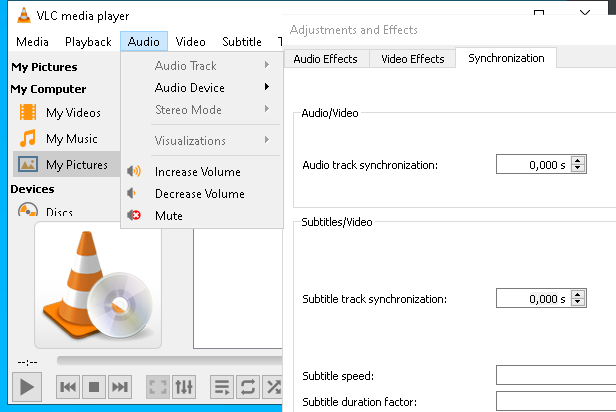 VLC media player
Media Playback Audio Video Subtitle
My Pictures
My Computer
My Videos
My Music
My Pictures
Devices
Discs
Audio Track
Audio Device
Stereo Mode
Visualizations
Increase Volume
Decrease Volume
Mute
--:--
Adjustments and Effects
Audio Effects Video Effects Synchronization
Audio/Video
Audio track synchronization: 0,000 s
Subtitles/Video
Subtitle track synchronization: 0,000 s
Subtitle speed:
Subtitle duration factor: